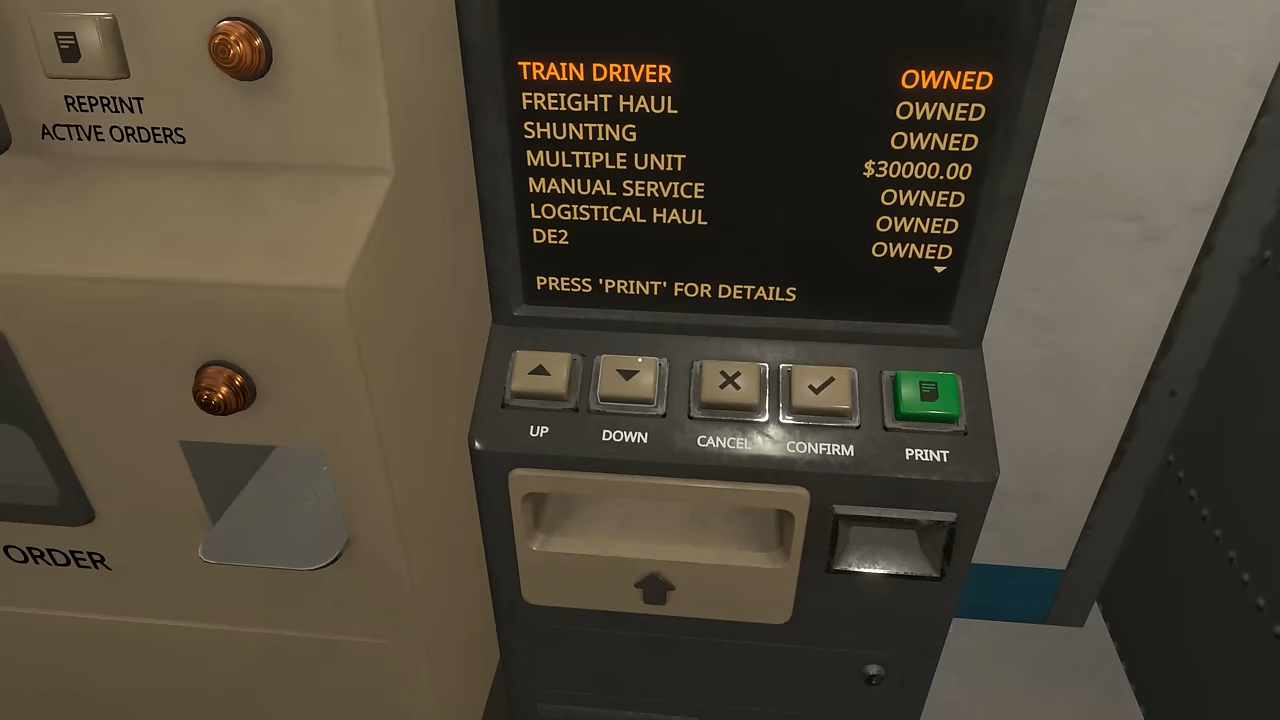 REPRINT
ACTIVE ORDERS
TRAIN DRIVER OWNED
FREIGHT HAUL OWNED
SHUNTING OWNED
MULTIPLE UNIT $30000.00
MANUAL SERVICE OWNED
LOGISTICAL HAUL OWNED
DE2 OWNED
PRESS 'PRINT' FOR DETAILS
UP DOWN CANCEL CONFIRM PRINT
ORDER